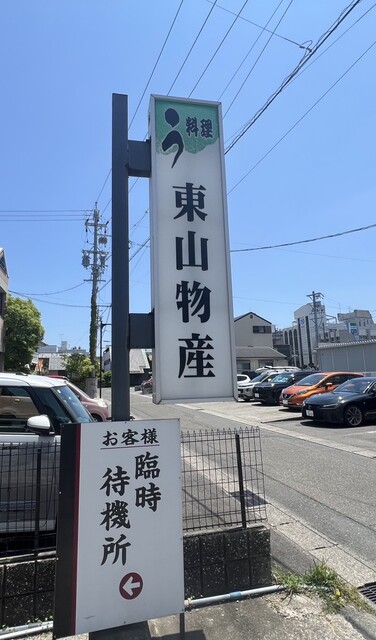 う 料理
東山物産
お客様
臨時
待機所